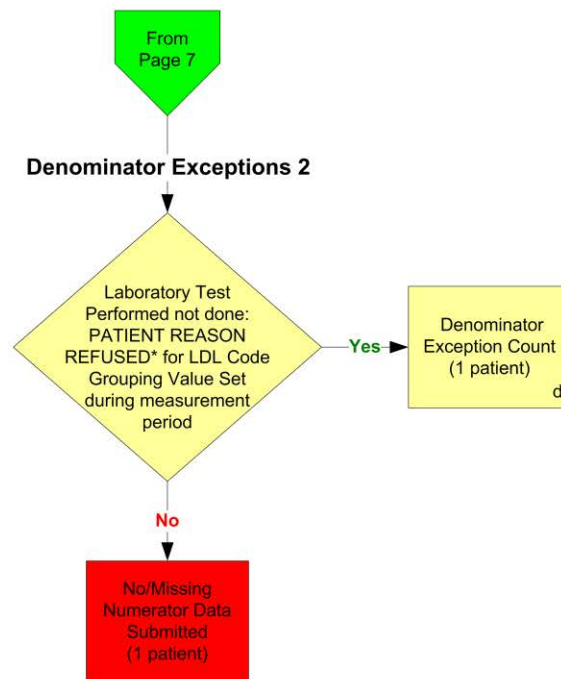 From
Page 7
Denominator Exceptions 2
Laboratory Test
Performed not done:
PATIENT REASON
REFUSED* for LDL Code
Grouping Value Set
during measurement
period
Yes
Denominator
Exception Count
(1 patient)
d
No
No/Missing
Numerator Data
Submitted
(1 patient)